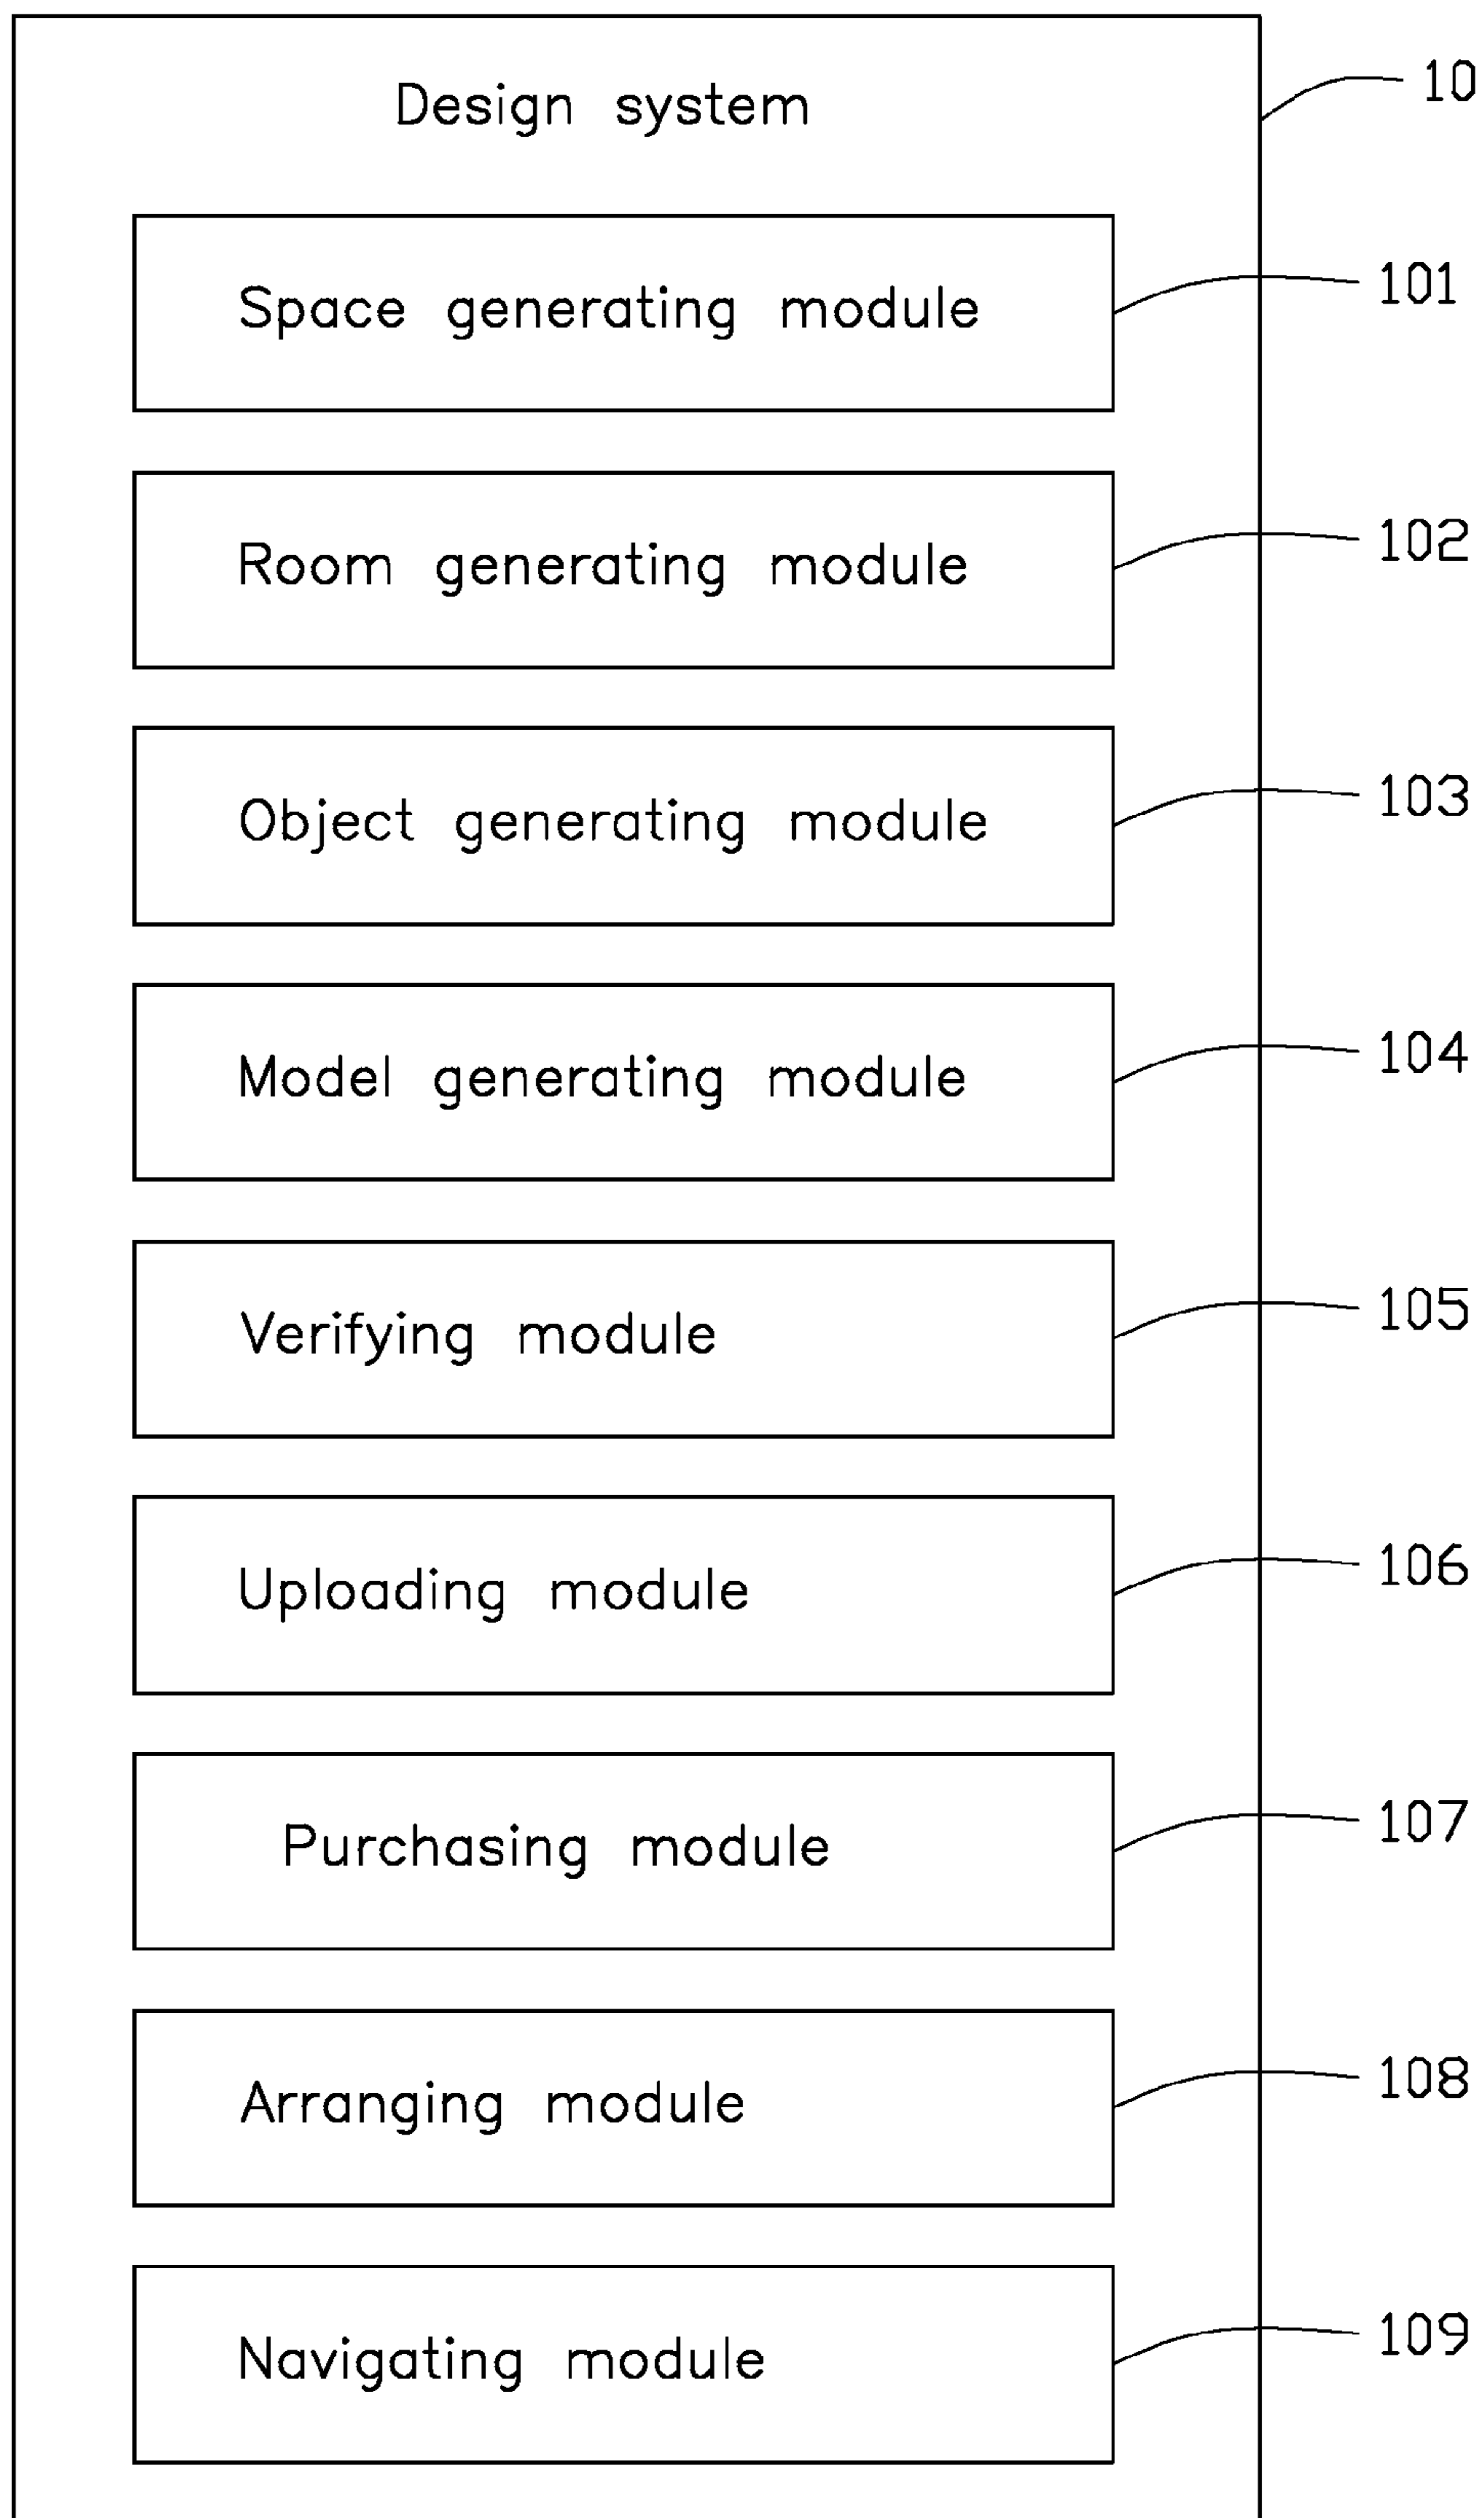 Design system 10
Space generating module 101
Room generating module 102
Object generating module 103
Model generating module 104
Verifying module 105
Uploading module 106
Purchasing module 107
Arranging module 108
Navigating module 109